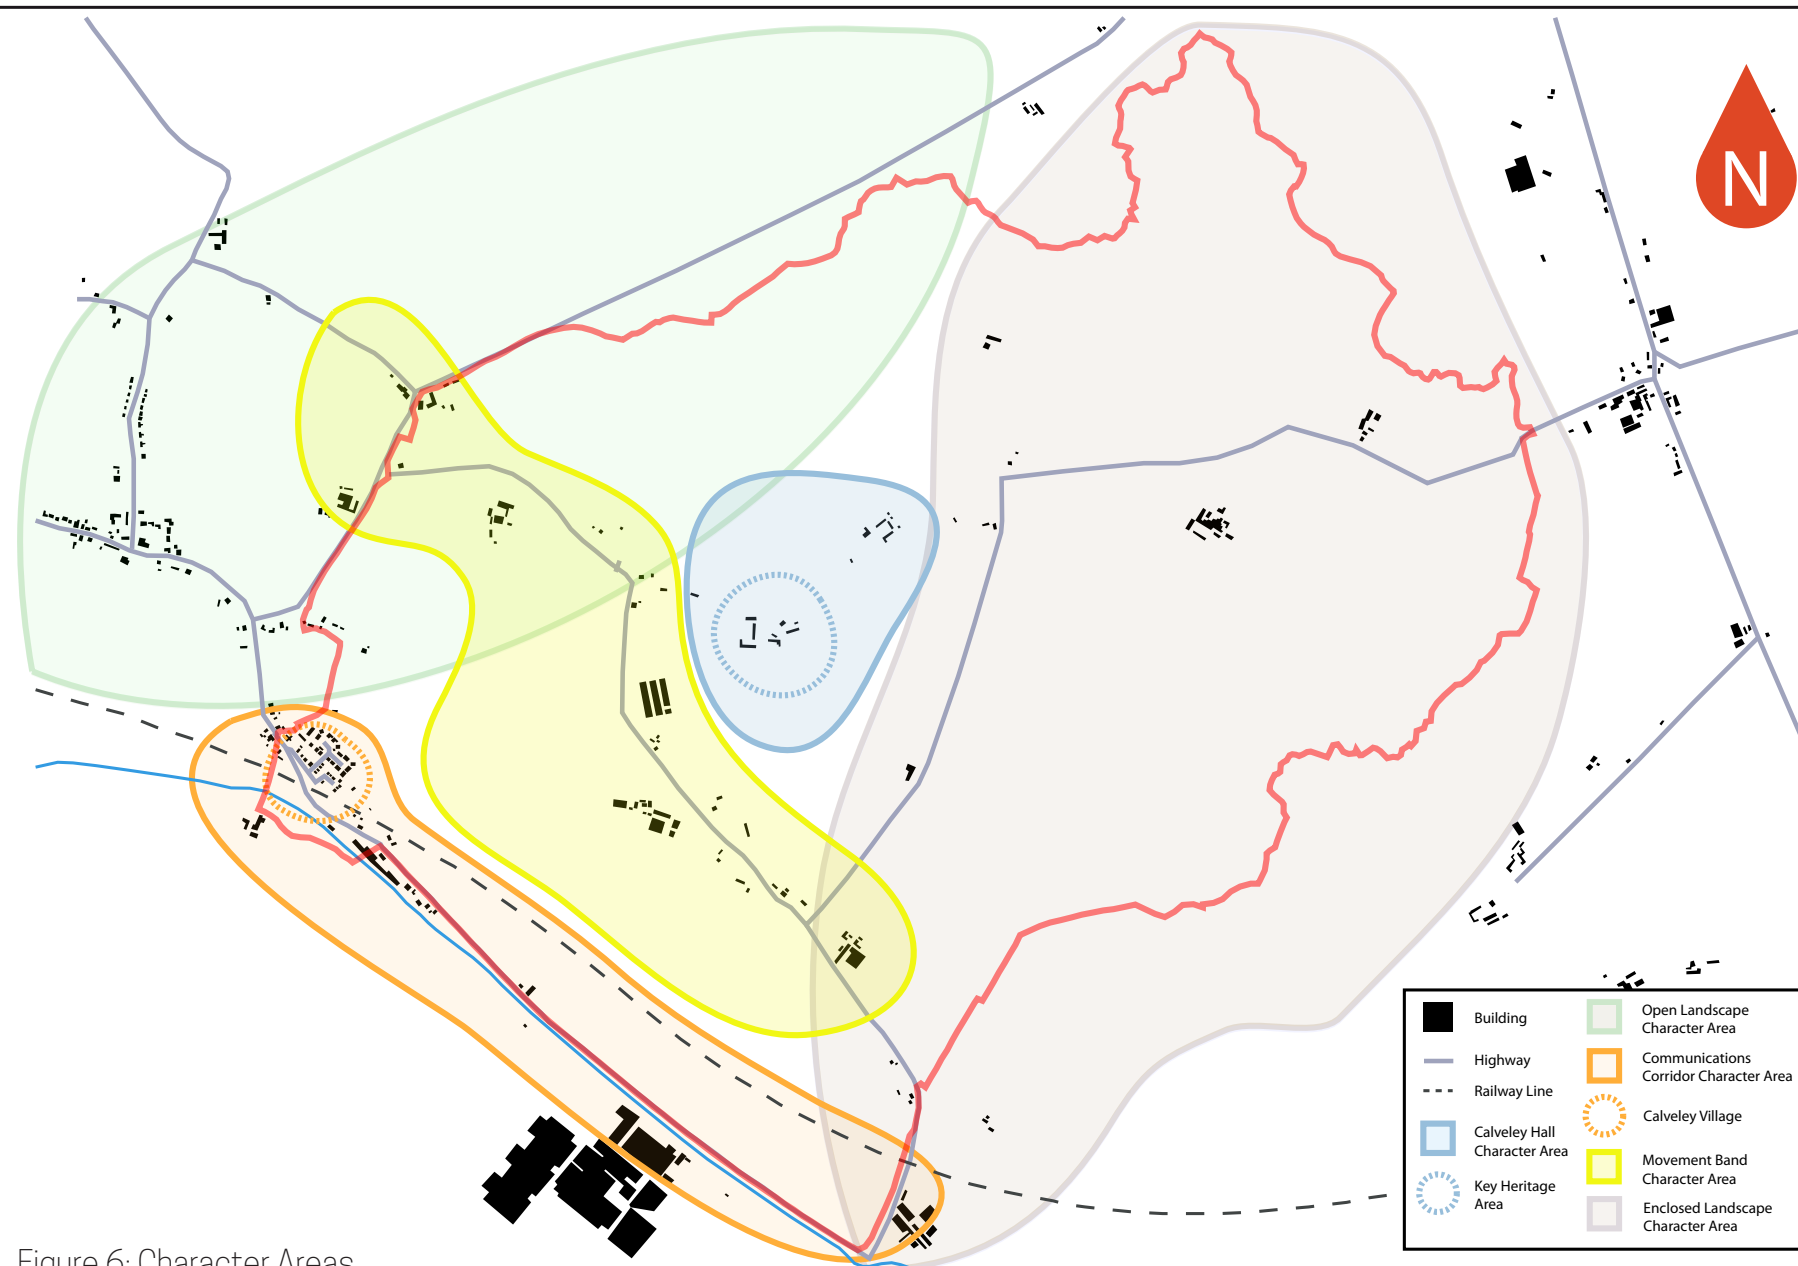 N
Building
Highway
Railway Line
Calveley Hall
Character Area
Key Heritage
Area
Open Landscape
Character Area
Communications
Corridor Character Area
Calveley Village
Movement Band
Character Area
Enclosed Landscape
Character Area
Figure 6: Character Areas